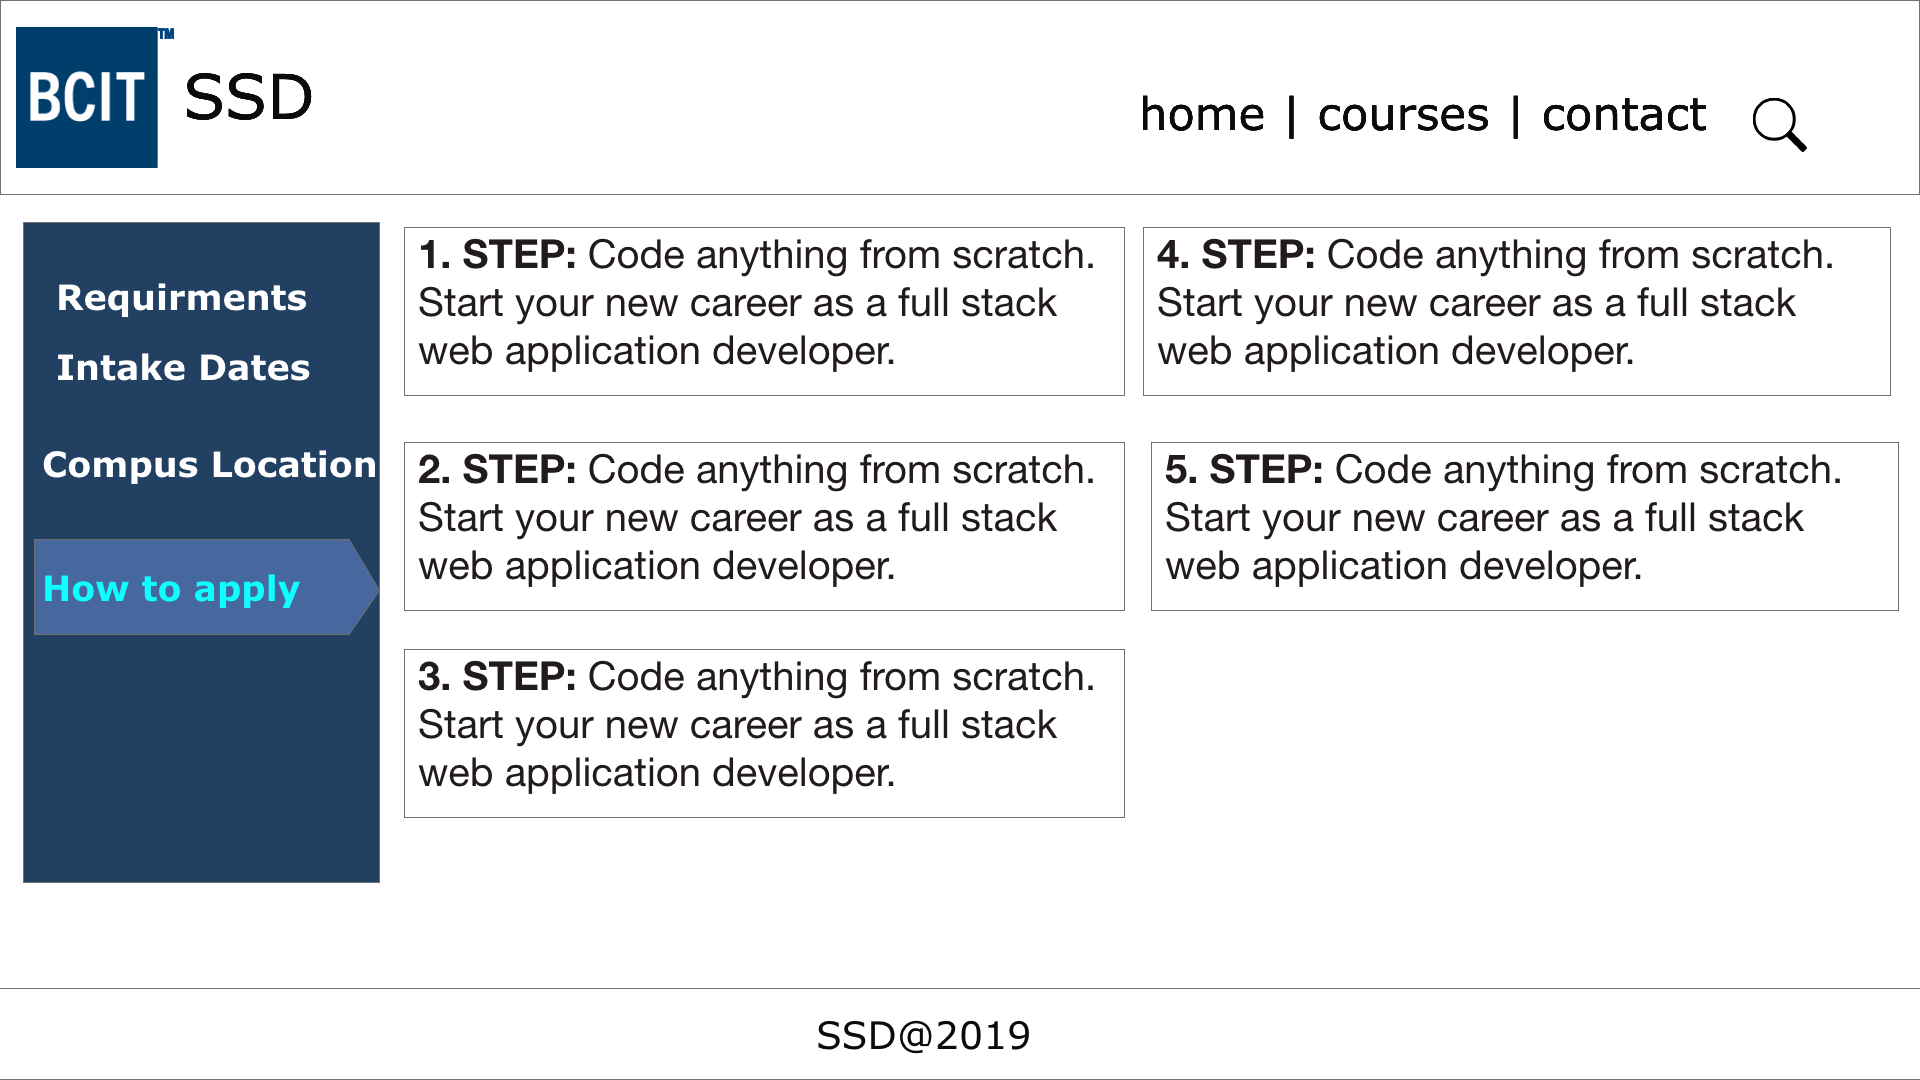 BCIT™
SSD
home | courses | contact
Requirments
Intake Dates
Compus Location
How to apply
1. STEP: Code anything from scratch.
Start your new career as a full stack
web application developer.
2. STEP: Code anything from scratch.
Start your new career as a full stack
web application developer.
3. STEP: Code anything from scratch.
Start your new career as a full stack
web application developer.
4. STEP: Code anything from scratch.
Start your new career as a full stack
web application developer.
5. STEP: Code anything from scratch.
Start your new career as a full stack
web application developer.
SSD@2019